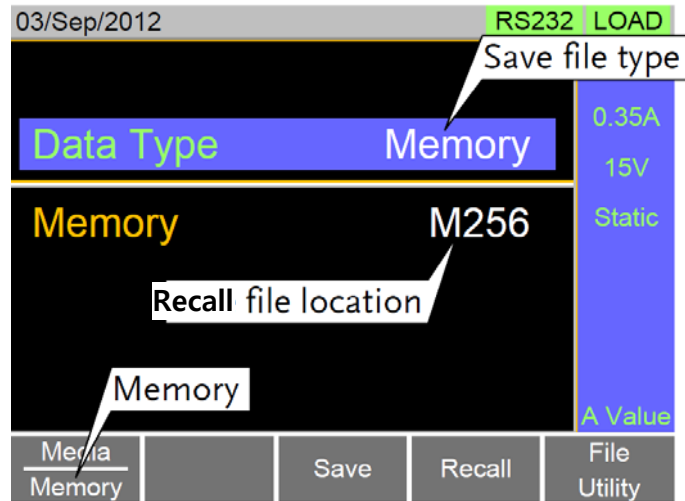 03/Sep/2012 RS232 LOAD
Save file type
Data Type Memory
0.35A
15V
Memory M256
Static
Recall file location
Memory
A Value
Media
Memory
Save
Recall
File
Utility